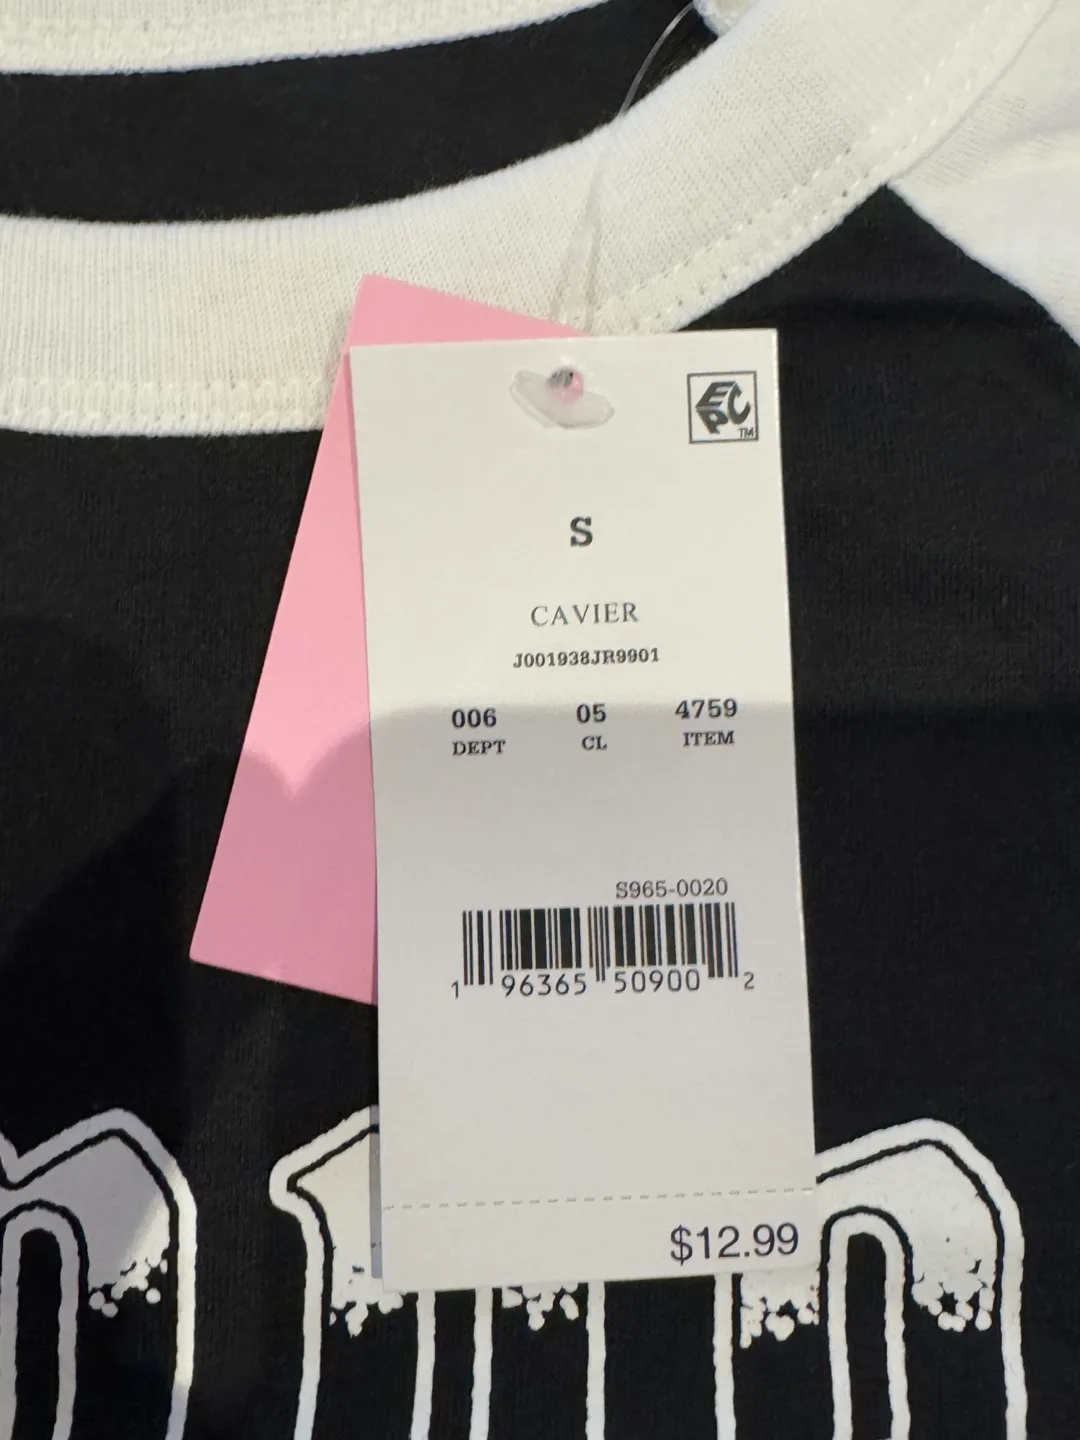 EPC
TM
S
CAVIER
J001938JR9901
006 05 4759
DEPT CL ITEM
S965-0020
1 96365 50900 2
$12.99